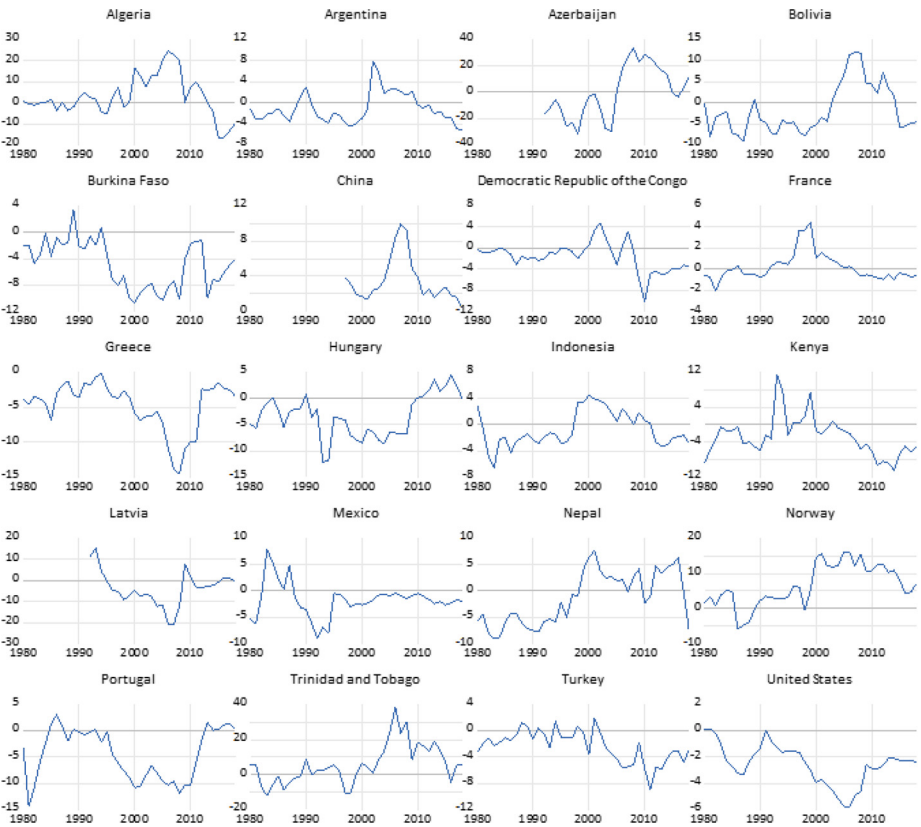 Algeria
30
20
10
0
-10
-20
1980 1990 2000 2010
Argentina
12
8
4
0
-4
-8
1980 1990 2000 2010
Azerbaijan
40
20
0
-20
-40
1980 1990 2000 2010
Bolivia
15
10
5
0
-5
-10
1980 1990 2000 2010
Burkina Faso
4
0
-4
-8
-12
1980 1990 2000 2010
China
12
8
4
0
1980 1990 2000 2010
Democratic Republic of the Congo
8
4
0
-4
-8
-12
1980 1990 2000 2010
France
6
4
2
0
-2
-4
1980 1990 2000 2010
Greece
0
-5
-10
-15
1980 1990 2000 2010
Hungary
5
0
-5
-10
-15
1980 1990 2000 2010
Indonesia
8
4
0
-4
-8
1980 1990 2000 2010
Kenya
12
4
-4
-12
1980 1990 2000 2010
Latvia
20
10
0
-10
-20
-30
1980 1990 2000 2010
Mexico
10
5
0
-5
-10
1980 1990 2000 2010
Nepal
10
5
0
-5
-10
1980 1990 2000 2010
Norway
20
10
0
-10
1980 1990 2000 2010
Portugal
5
0
-5
-10
-15
1980 1990 2000 2010
Trinidad and Tobago
40
20
0
-20
1980 1990 2000 2010
Turkey
4
0
-4
-8
-12
1980 1990 2000 2010
United States
2
0
-2
-4
-6
1980 1990 2000 2010